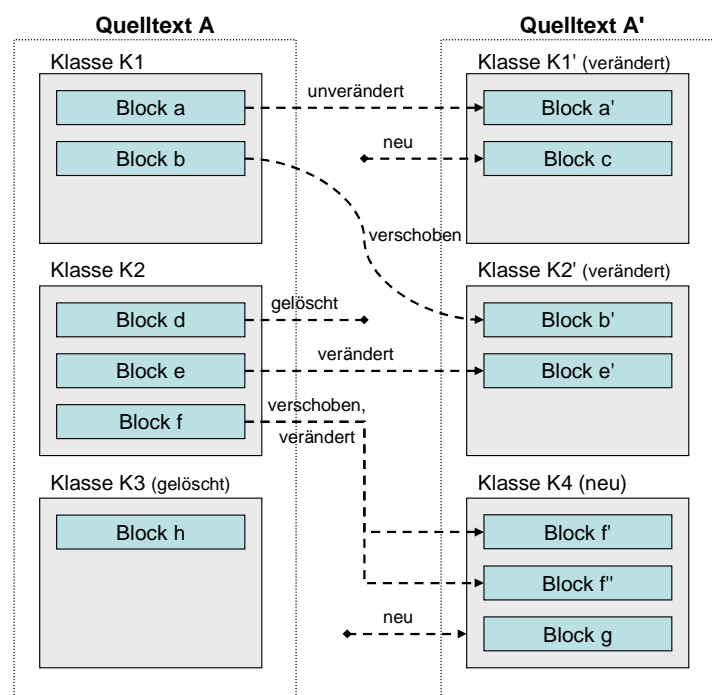 Quelltext A
Quelltext A'
Klasse K1
Klasse K1' (verändert)
Block a
unverändert
Block a'
Block b
neu
Block c
verschoben
Klasse K2
Klasse K2' (verändert)
Block d
gelöscht
Block b'
Block e
verändert
Block e'
Block f
verschoben,
verändert
Klasse K3 (gelöscht)
Klasse K4 (neu)
Block h
Block f'
Block f''
neu
Block g